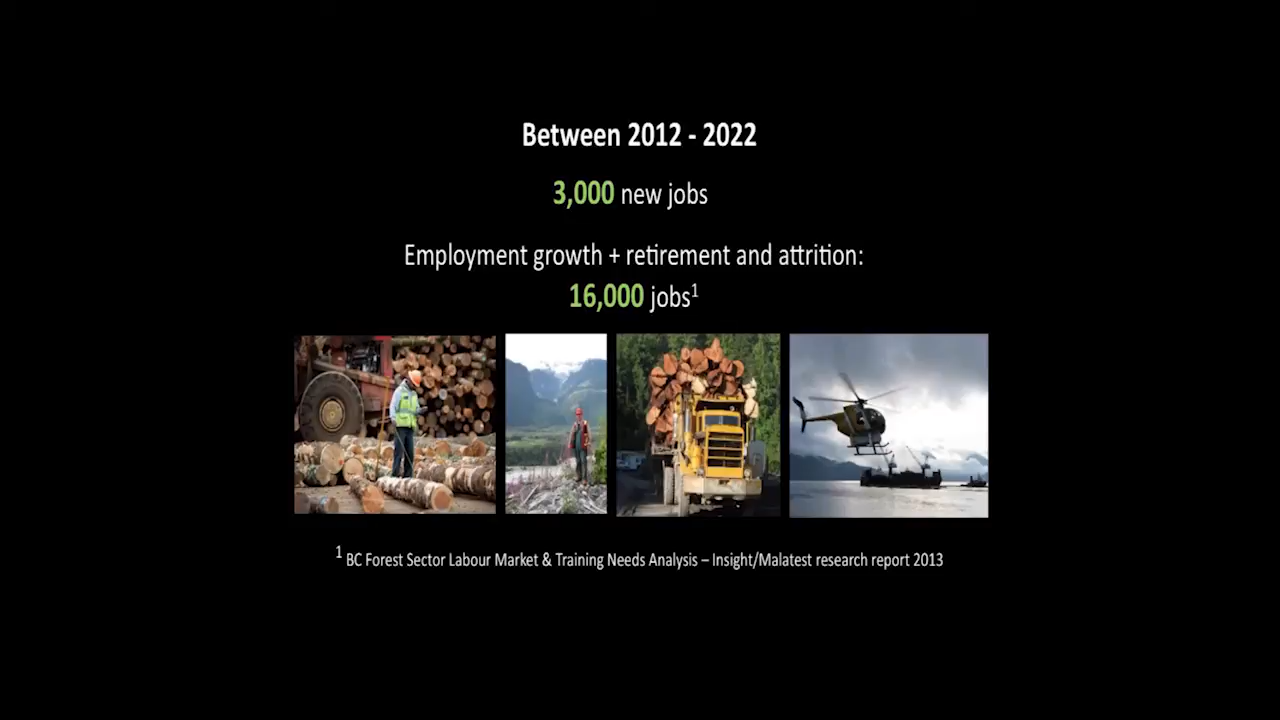 Between 2012 - 2022
3,000 new jobs
Employment growth + retirement and attrition:
16,000 jobs¹
¹ BC Forest Sector Labour Market & Training Needs Analysis – Insight/Malatest research report 2013